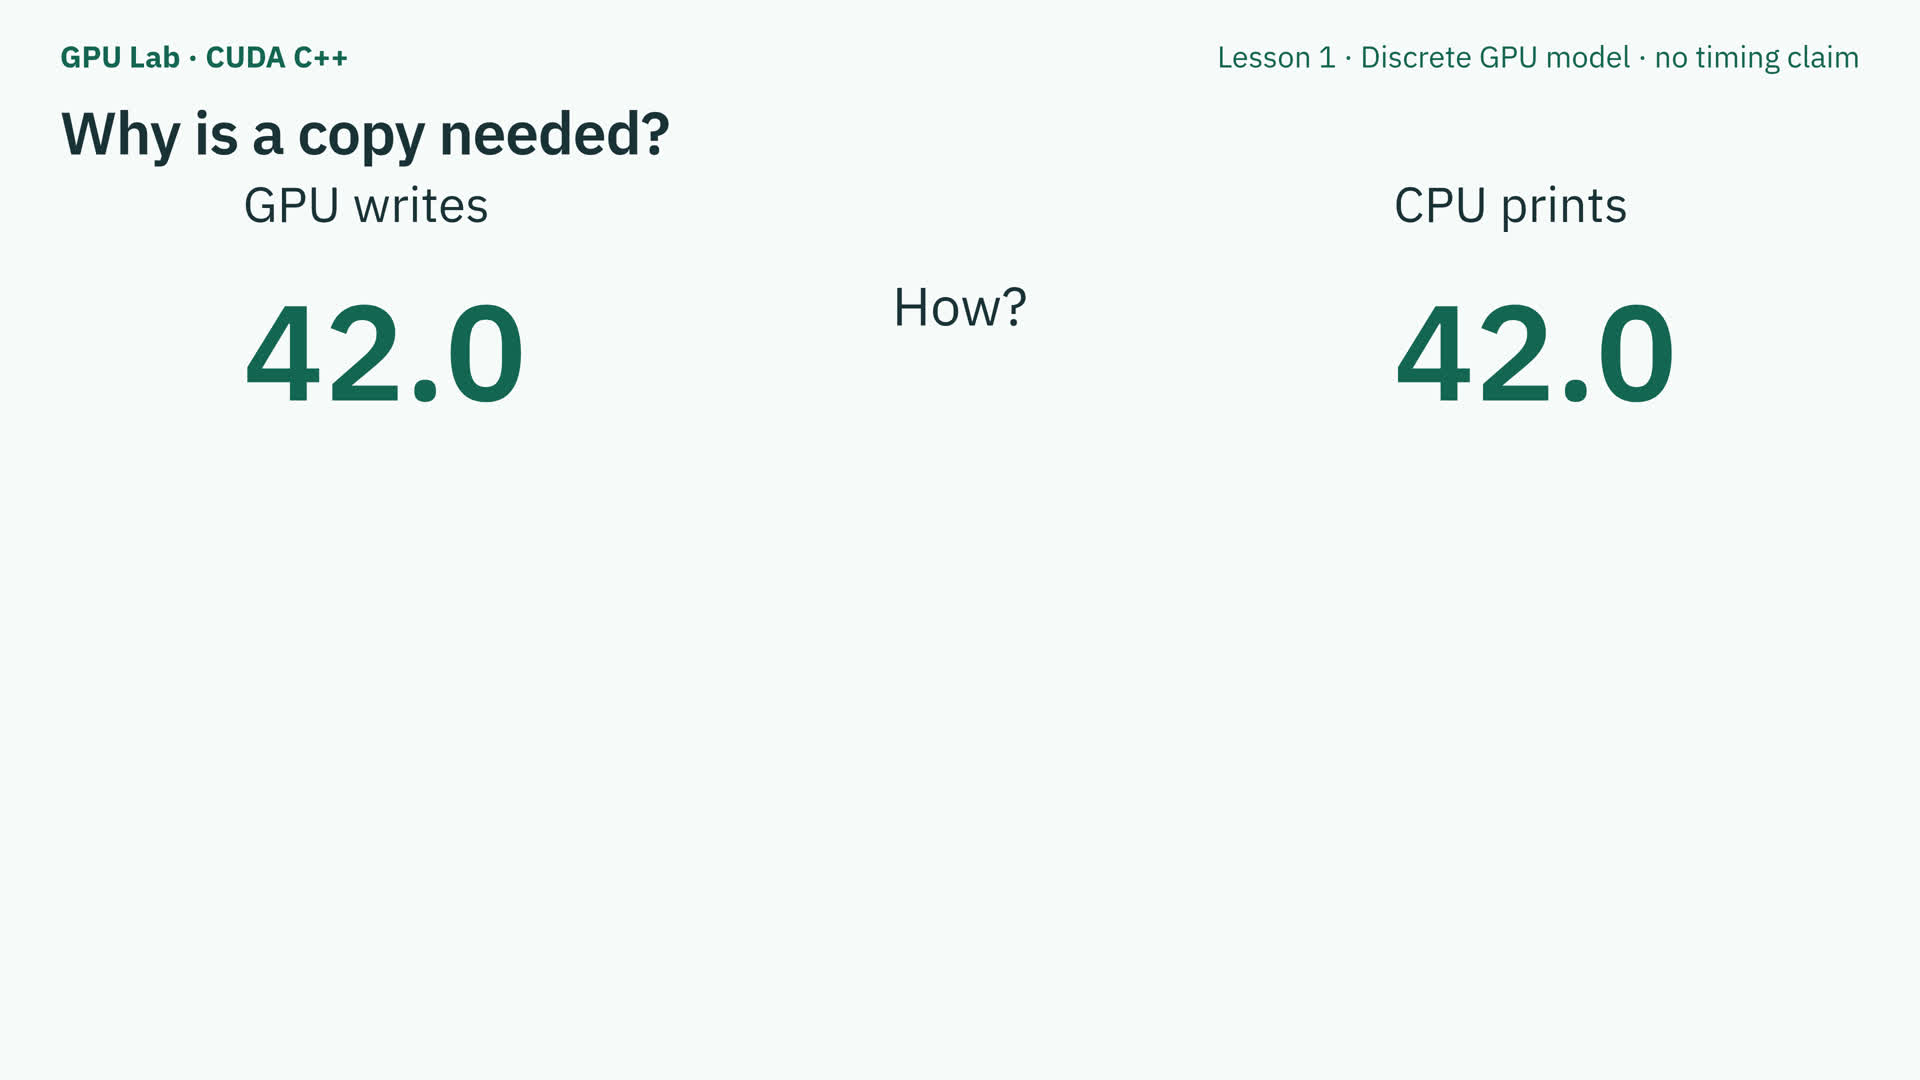 GPU Lab · CUDA C++
Lesson 1 · Discrete GPU model · no timing claim
Why is a copy needed?
GPU writes
CPU prints
How?
42.0
42.0